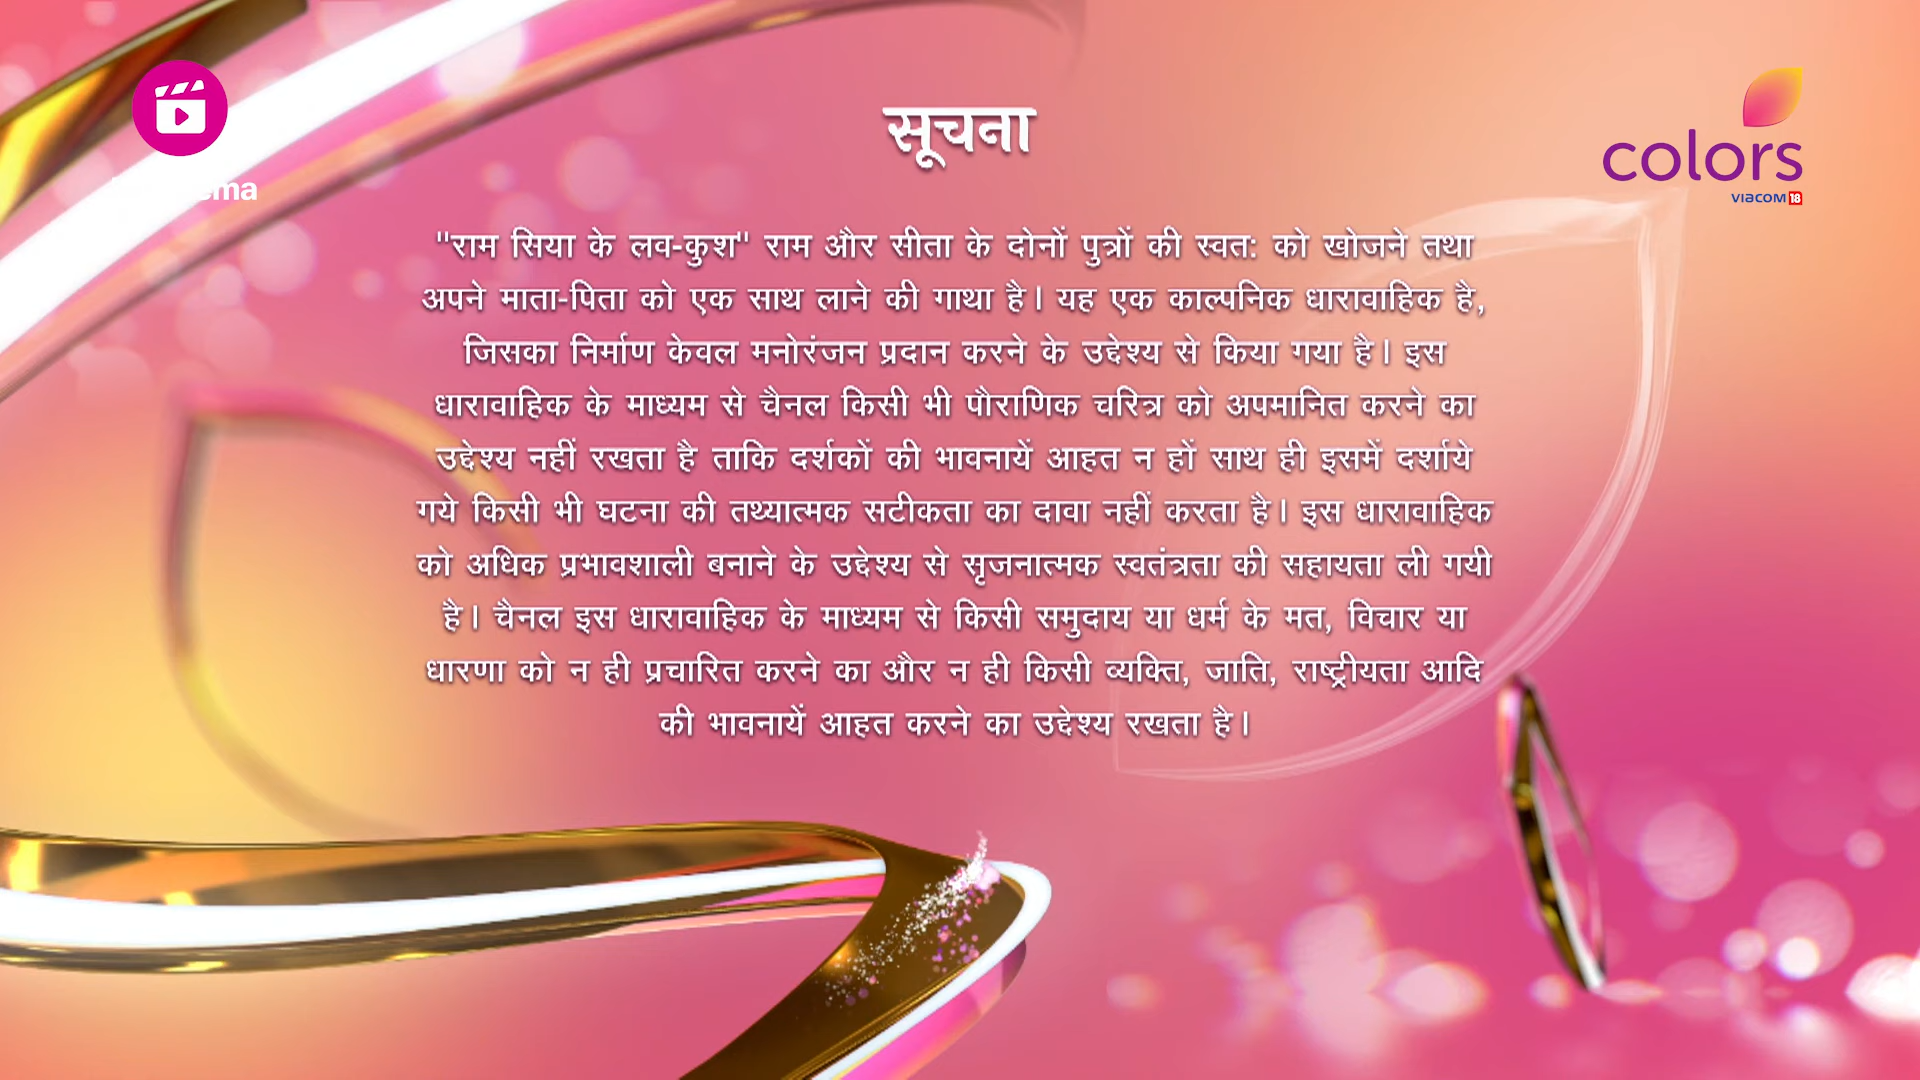 सूचना
colors
VIACOM 18
"राम सिया के लव-कुश" राम और सीता के दोनों पुत्रों की स्वत: को खोजने तथा
अपने माता-पिता को एक साथ लाने की गाथा है। यह एक काल्पनिक धारावाहिक है,
जिसका निर्माण केवल मनोरंजन प्रदान करने के उद्देश्य से किया गया है। इस
धारावाहिक के माध्यम से चैनल किसी भी पौराणिक चरित्र को अपमानित करने का
उद्देश्य नहीं रखता है ताकि दर्शकों की भावनायें आहत न हों साथ ही इसमें दर्शाये
गये किसी भी घटना की तथ्यात्मक सटीकता का दावा नहीं करता है। इस धारावाहिक
को अधिक प्रभावशाली बनाने के उद्देश्य से सृजनात्मक स्वतंत्रता की सहायता ली गयी
है। चैनल इस धारावाहिक के माध्यम से किसी समुदाय या धर्म के मत, विचार या
धारणा को न ही प्रचारित करने का और न ही किसी व्यक्ति, जाति, राष्ट्रीयता आदि
की भावनायें आहत करने का उद्देश्य रखता है।